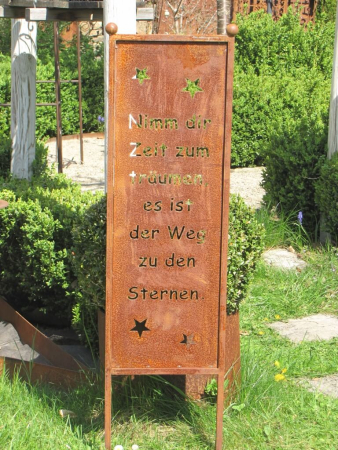 Nimm dir
Zeit zum
träumen,
es ist
der Weg
zu den
Sternen.